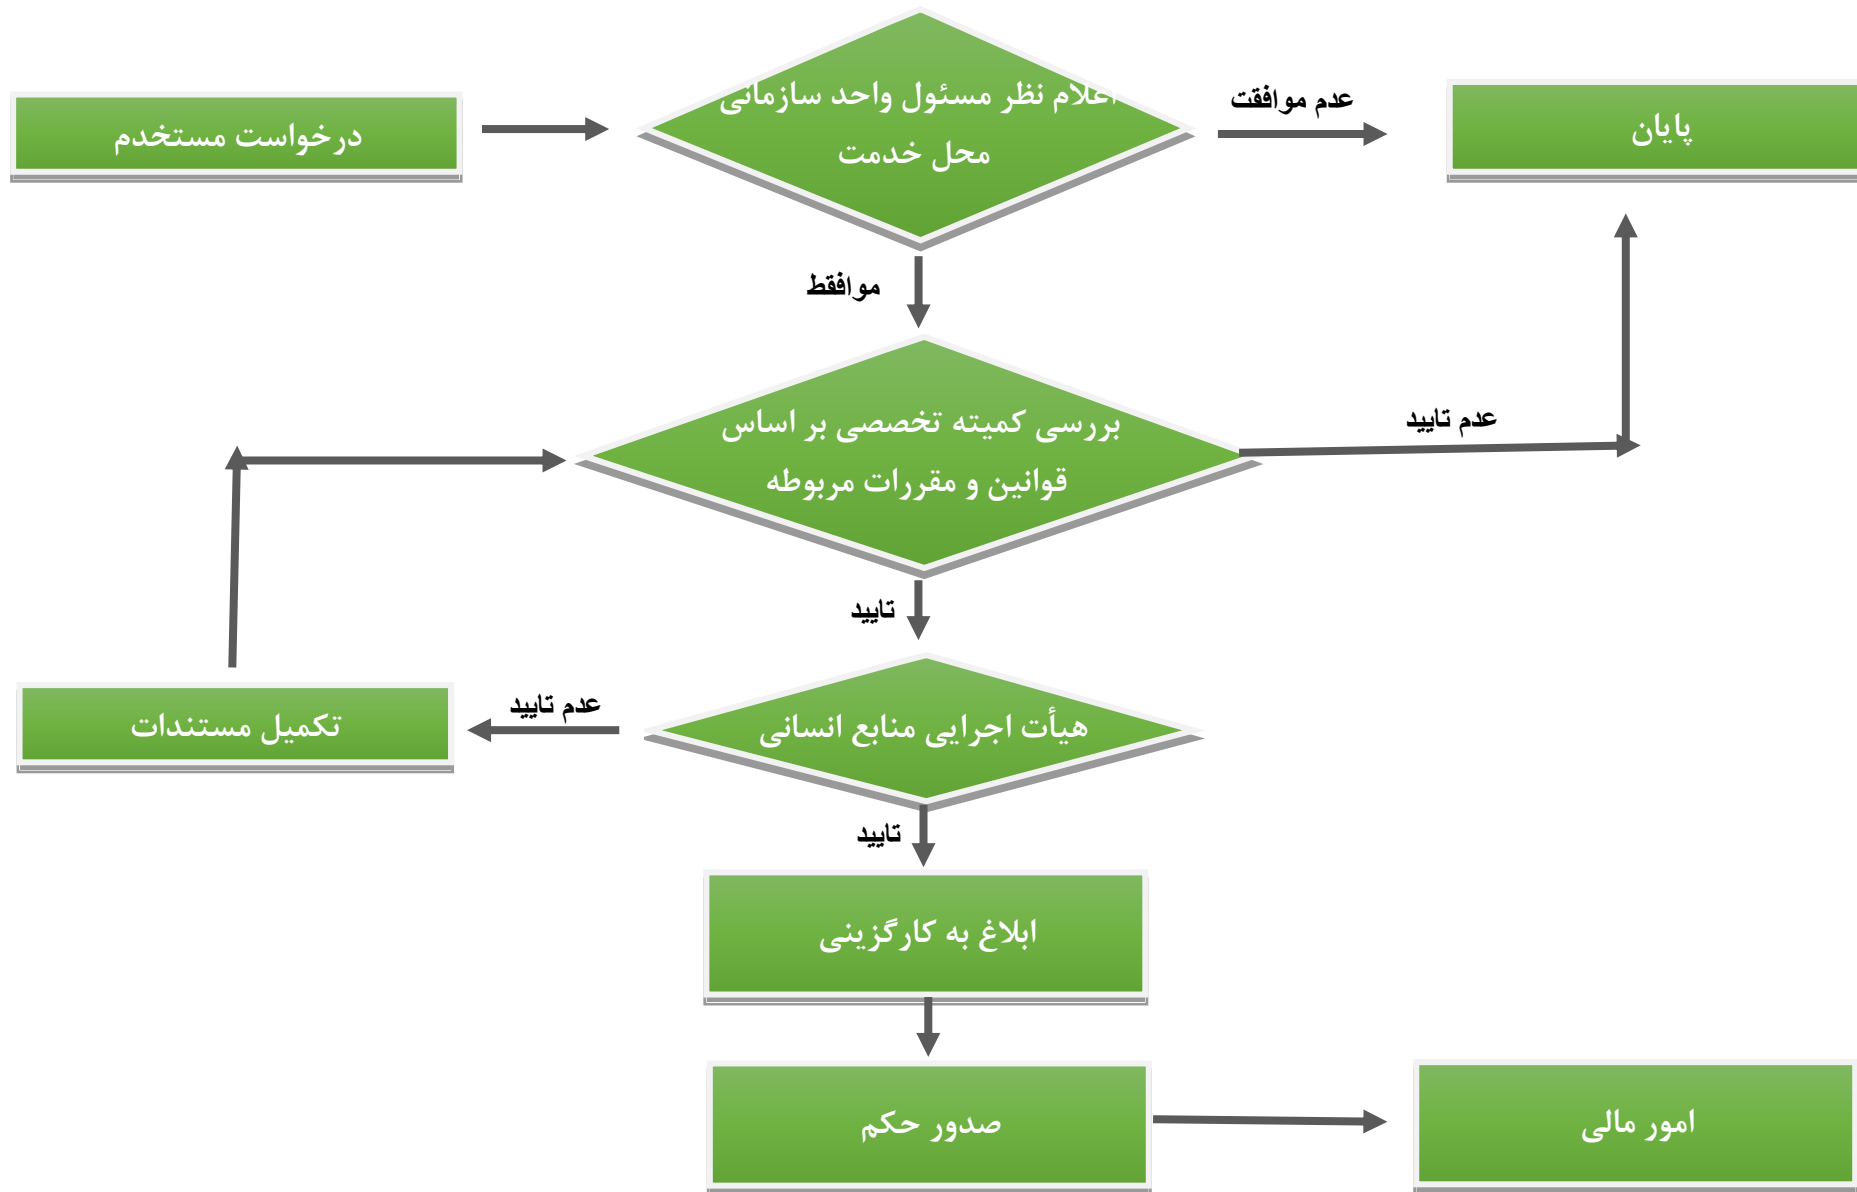 درخواست مستخدم
اعلام نظر مسئول واحد سازمانی
محل خدمت
عدم موافقت
پایان
موافقط
بررسی کمیته تخصصی بر اساس
قوانین و مقررات مربوطه
عدم تایید
تایید
هیأت اجرایی منابع انسانی
عدم تایید
تکمیل مستندات
تایید
ابلاغ به کارگزینی
صدور حکم
امور مالی